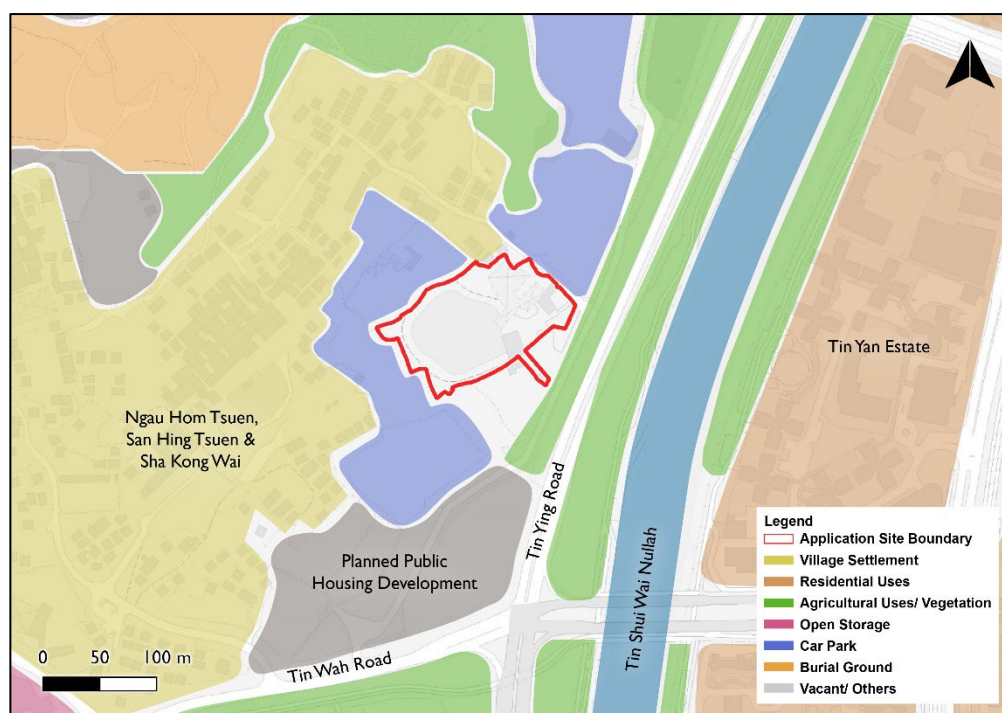 Tin Yan Estate
Ngau Hom Tsuen,
San Hing Tsuen &
Sha Kong Wai
Tin Ying Road
Tin Shui Wai Nullah
Planned Public
Housing Development
Tin Wah Road
0 50 100 m
Legend
Application Site Boundary
Village Settlement
Residential Uses
Agricultural Uses/ Vegetation
Open Storage
Car Park
Burial Ground
Vacant/ Others